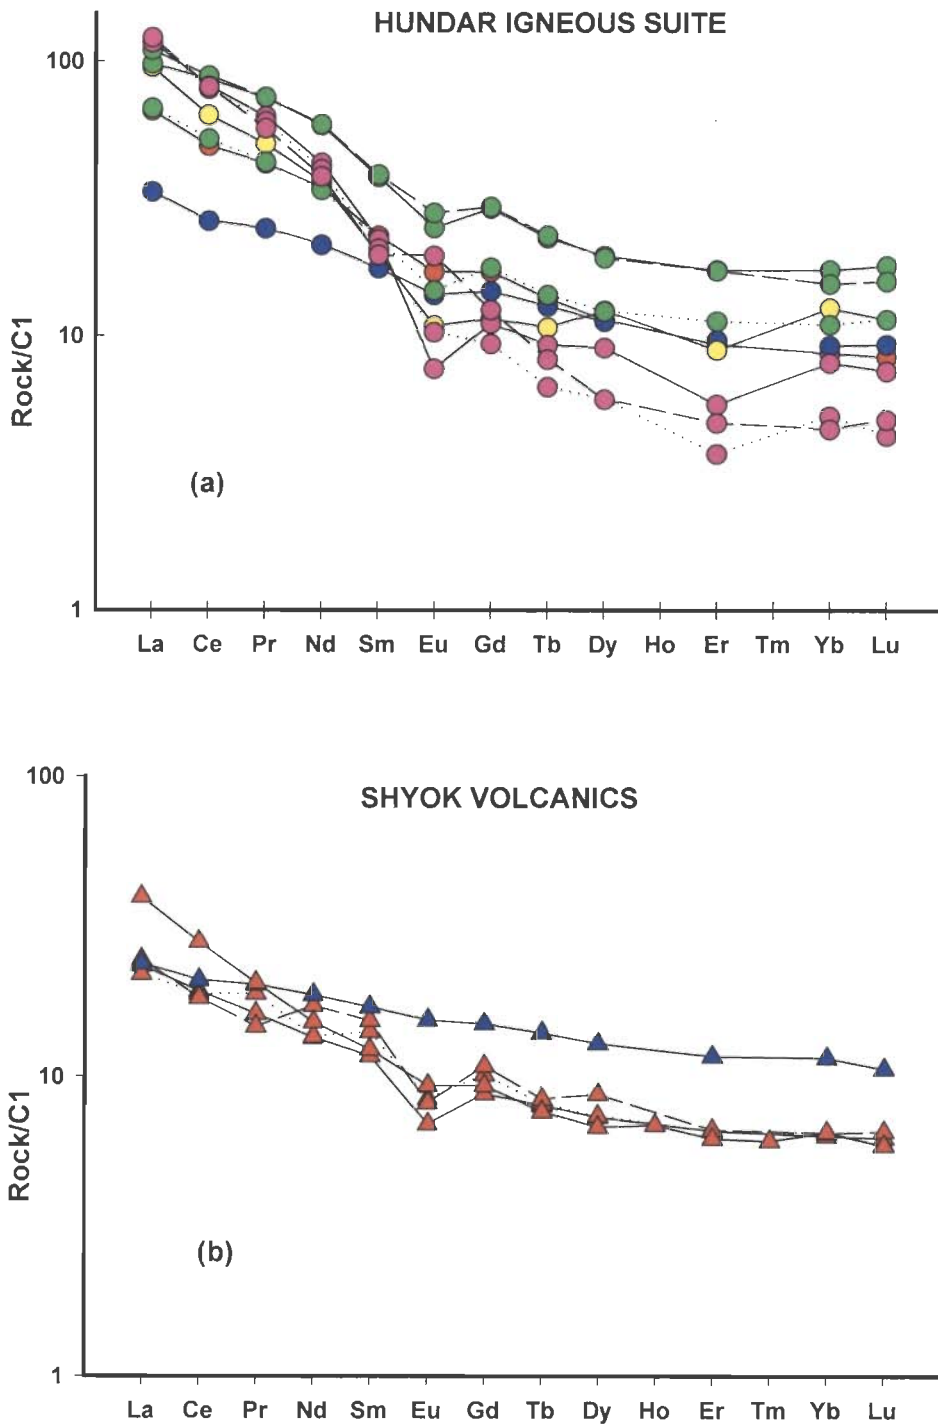 HUNDAR IGNEOUS SUITE
100
10
1
Rock/C1
(a)
La Ce Pr Nd Sm Eu Gd Tb Dy Ho Er Tm Yb Lu
SHYOK VOLCANICS
100
10
1
Rock/C1
(b)
La Ce Pr Nd Sm Eu Gd Tb Dy Ho Er Tm Yb Lu